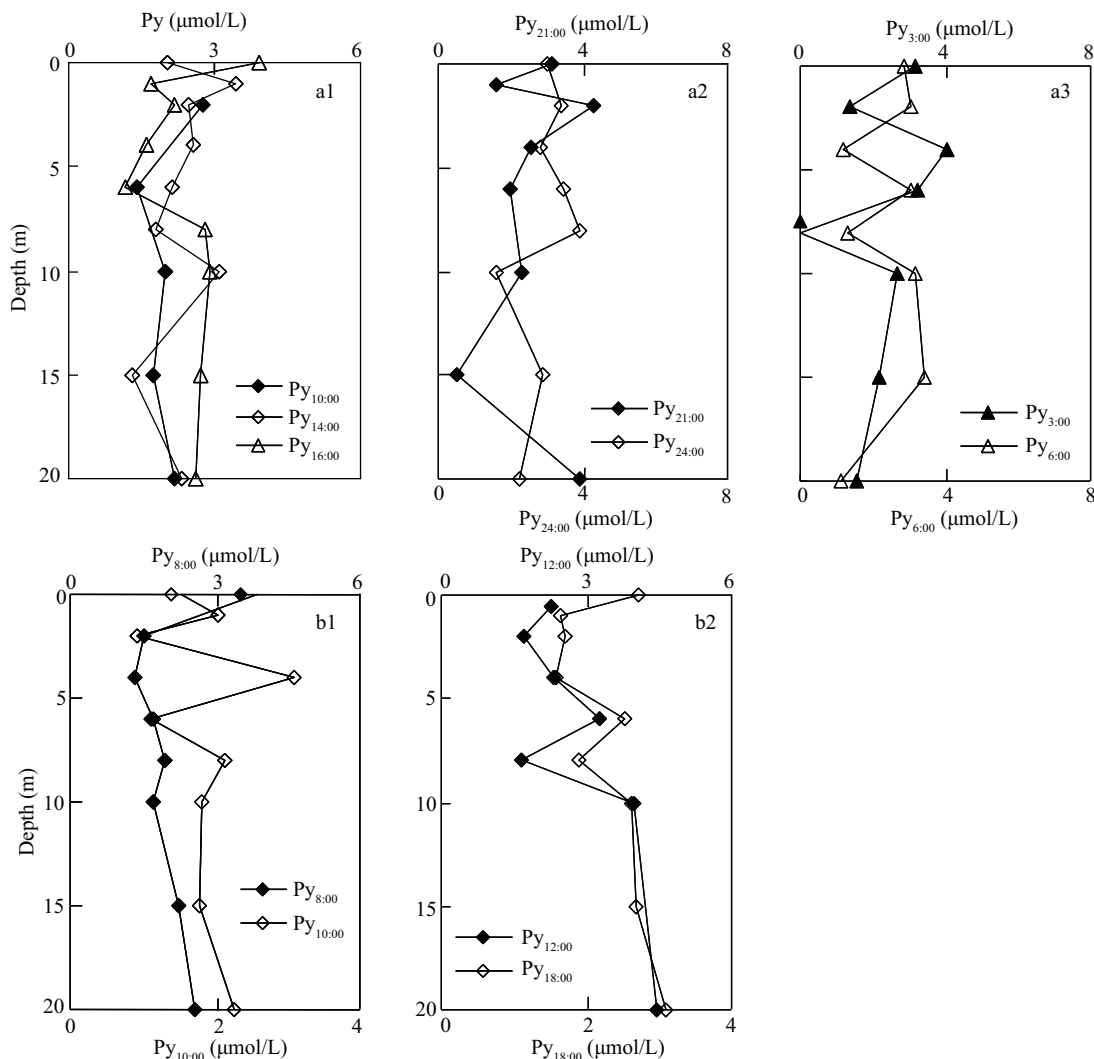 Py (μmol/L)
0 3 6
a1
0
5
10
15
20
Depth (m)
Py10:00
Py14:00
Py16:00
Py21:00 (μmol/L)
0 4 8
a2
Py21:00
Py24:00
0 4 8
Py24:00 (μmol/L)
Py3:00 (μmol/L)
0 4 8
a3
Py3:00
Py6:00
0 4 8
Py6:00 (μmol/L)
Py8:00 (μmol/L)
0 3 6
b1
0
5
10
15
20
Depth (m)
Py8:00
Py10:00
0 2 4
Py10:00 (μmol/L)
Py12:00 (μmol/L)
0 3 6
b2
0
5
10
15
20
Py12:00
Py18:00
0 2 4
Py18:00 (μmol/L)